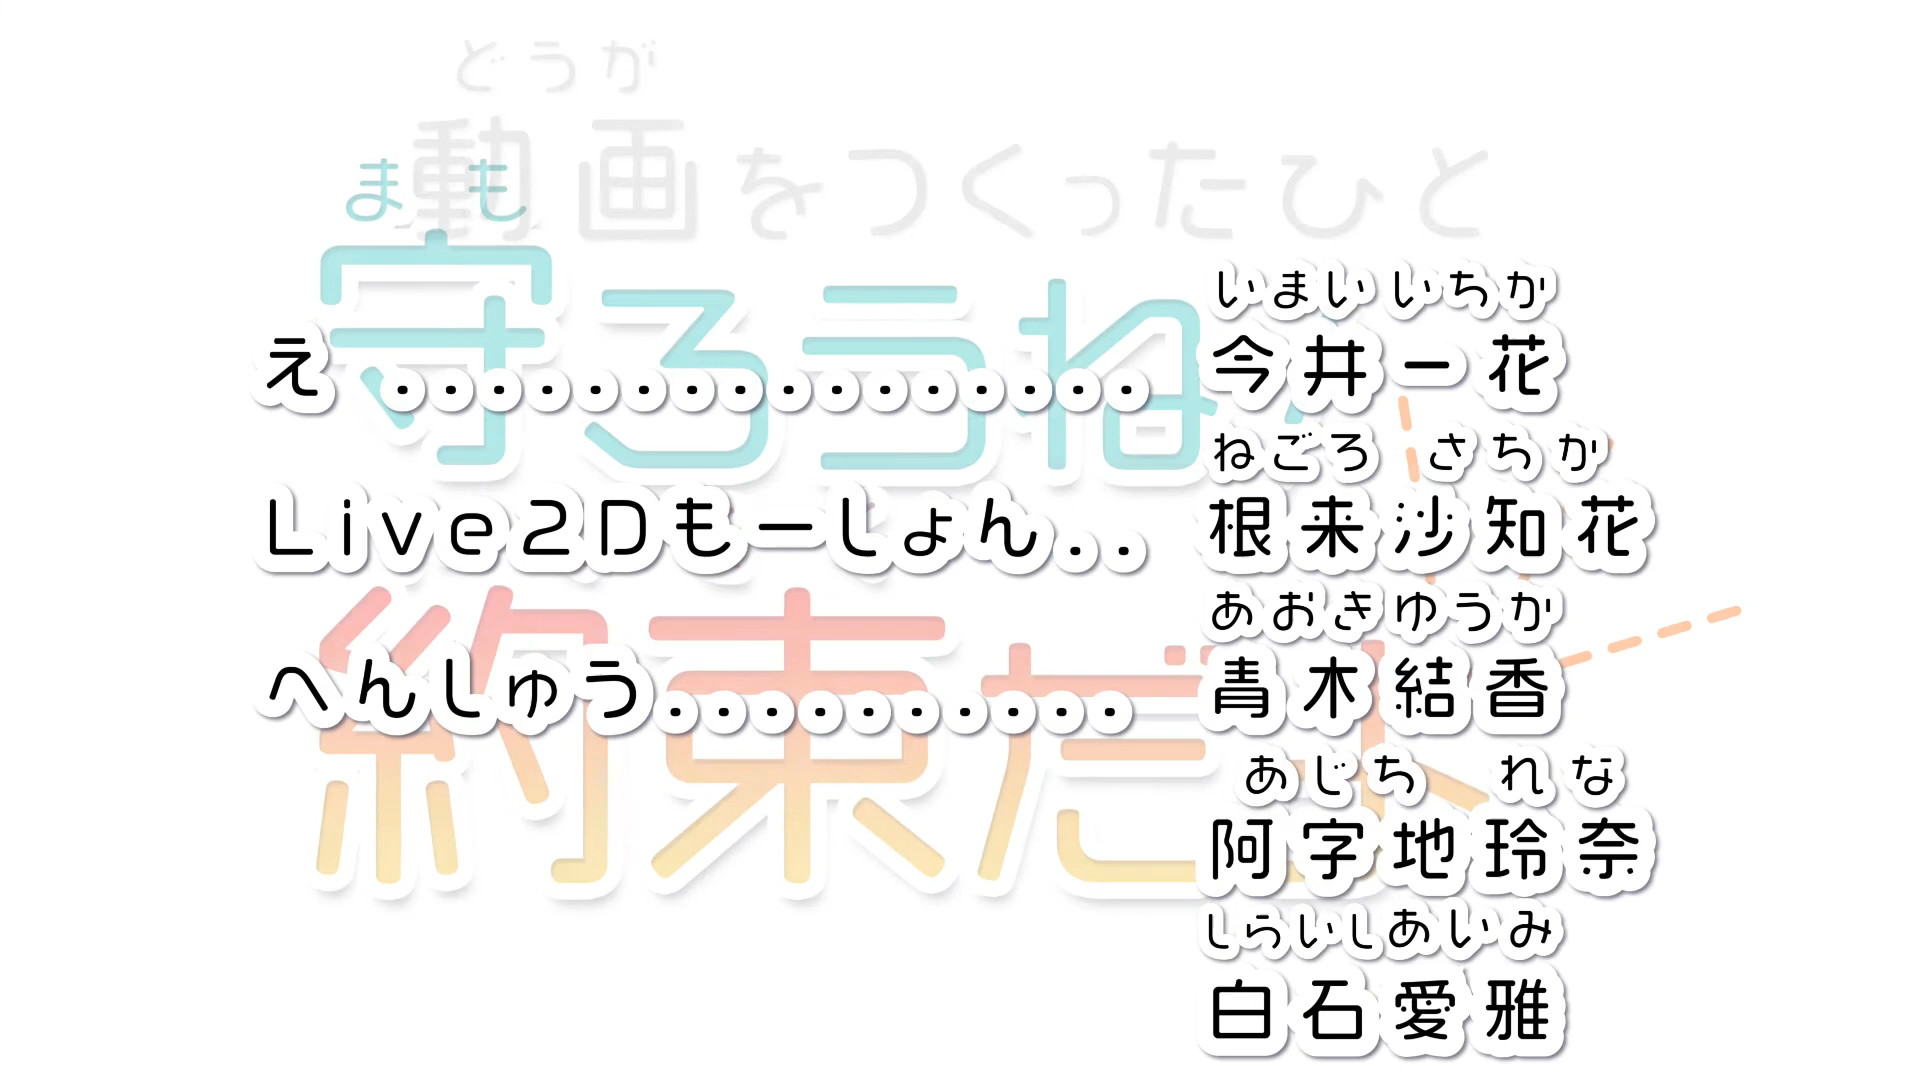 どうが
動画をつくったひと
まも
守ろうね
いまいいちか
え ................ 今井一花
ねごろ さちか
Live2Dもーしょん.. 根来沙知花
あおきゆうか
へんしゅう.......... 青木結香
約束だよ
あじち れな
阿字地玲奈
しらいしあいみ
白石愛雅